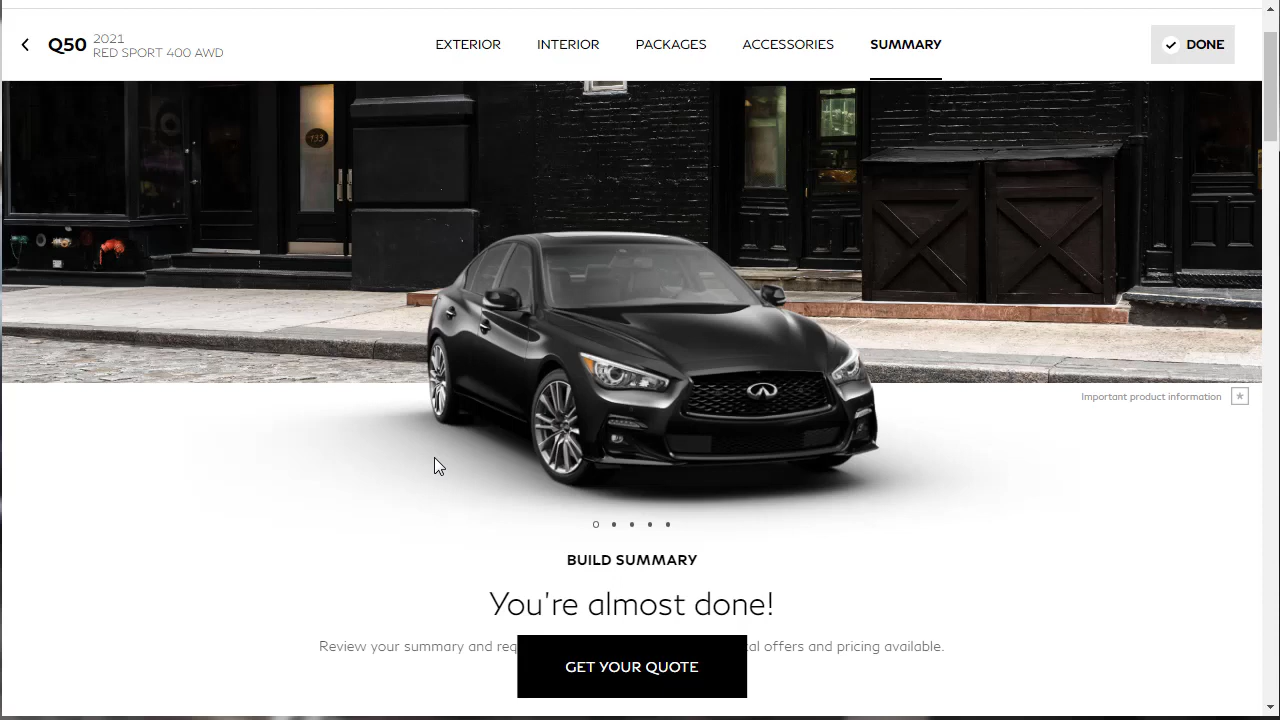 Q50
2021
RED SPORT 400 AWD
EXTERIOR
INTERIOR
PACKAGES
ACCESSORIES
SUMMARY
DONE
133
Important product information
BUILD SUMMARY
You're almost done!
Review your summary and req al offers and pricing available.
GET YOUR QUOTE